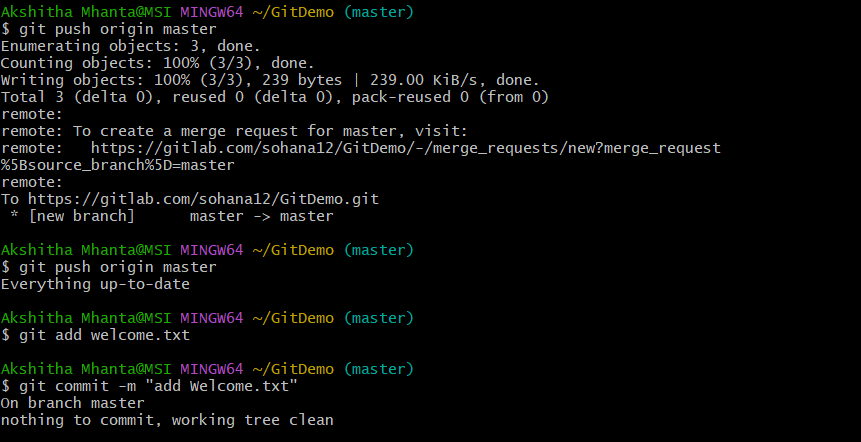 Akshitha Mhanta@MSI MINGW64 ~/GitDemo (master)
$ git push origin master
Enumerating objects: 3, done.
Counting objects: 100% (3/3), done.
Writing objects: 100% (3/3), 239 bytes | 239.00 KiB/s, done.
Total 3 (delta 0), reused 0 (delta 0), pack-reused 0 (from 0)
remote:
remote: To create a merge request for master, visit:
remote:   https://gitlab.com/sohana12/GitDemo/-/merge_requests/new?merge_request
%5Bsource_branch%5D=master
remote:
To https://gitlab.com/sohana12/GitDemo.git
 * [new branch]      master -> master
Akshitha Mhanta@MSI MINGW64 ~/GitDemo (master)
$ git push origin master
Everything up-to-date
Akshitha Mhanta@MSI MINGW64 ~/GitDemo (master)
$ git add welcome.txt
Akshitha Mhanta@MSI MINGW64 ~/GitDemo (master)
$ git commit -m "add Welcome.txt"
On branch master
nothing to commit, working tree clean